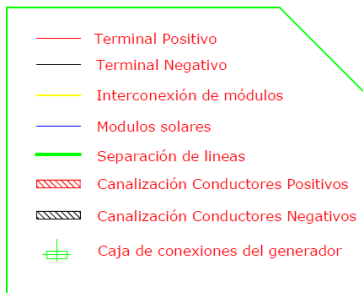 Terminal Positivo
Terminal Negativo
Interconexión de módulos
Modulos solares
Separación de lineas
Canalización Conductores Positivos
Canalización Conductores Negativos
Caja de conexiones del generador